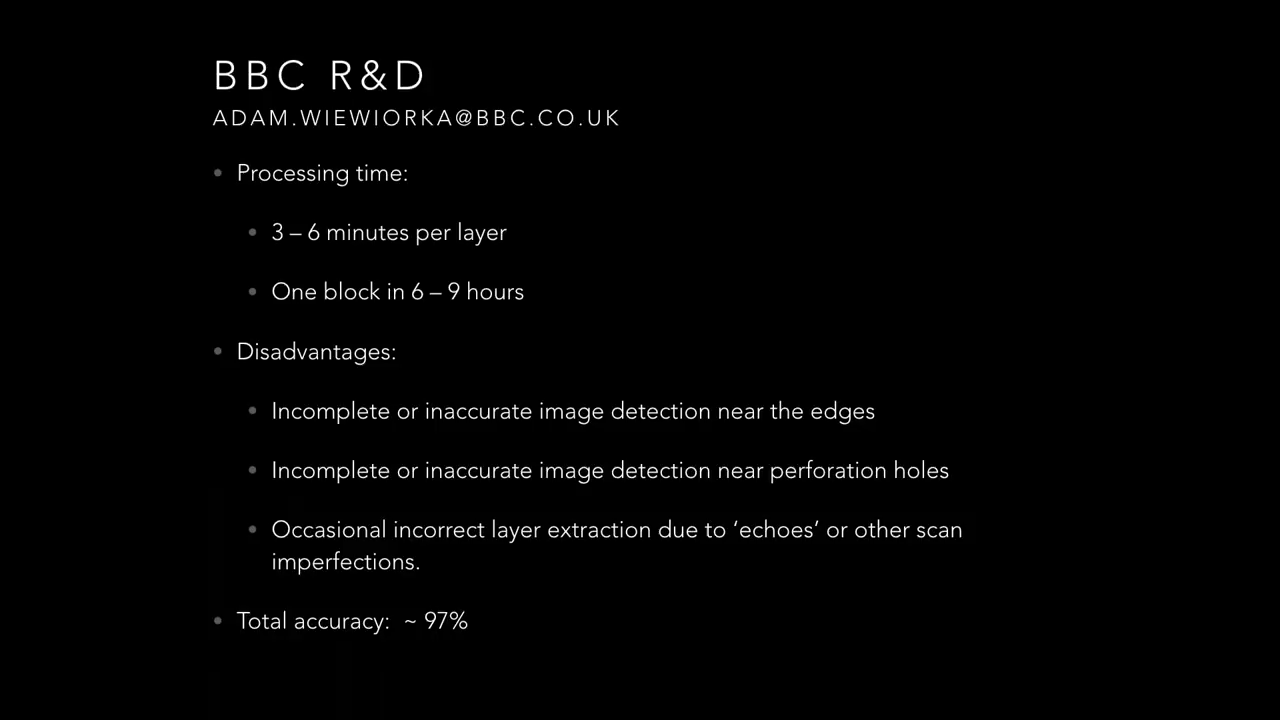 BBC R&D
ADAM.WIEWIORKA@BBC.CO.UK
• Processing time:
• 3 – 6 minutes per layer
• One block in 6 – 9 hours
• Disadvantages:
• Incomplete or inaccurate image detection near the edges
• Incomplete or inaccurate image detection near perforation holes
• Occasional incorrect layer extraction due to ‘echoes’ or other scan
imperfections.
• Total accuracy:  ~ 97%